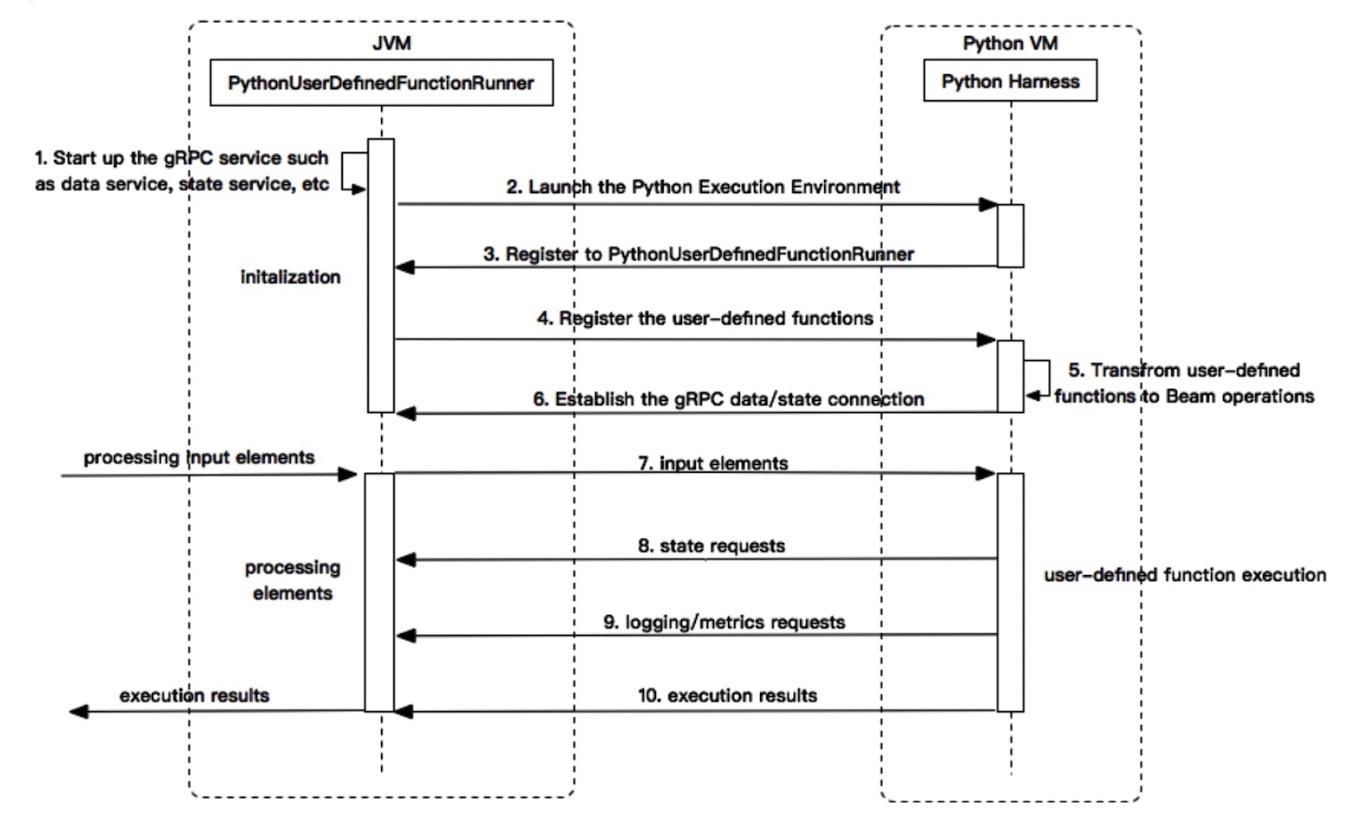 JVM
Python VM
PythonUserDefinedFunctionRunner
Python Harness
1. Start up the gRPC service such
as data service, state service, etc
2. Launch the Python Execution Environment
3. Register to PythonUserDefinedFunctionRunner
initalization
4. Register the user-defined functions
5. Transfrom user-defined
functions to Beam operations
6. Establish the gRPC data/state connection
processing input elements
7. input elements
8. state requests
processing
elements
user-defined function execution
9. logging/metrics requests
execution results
10. execution results